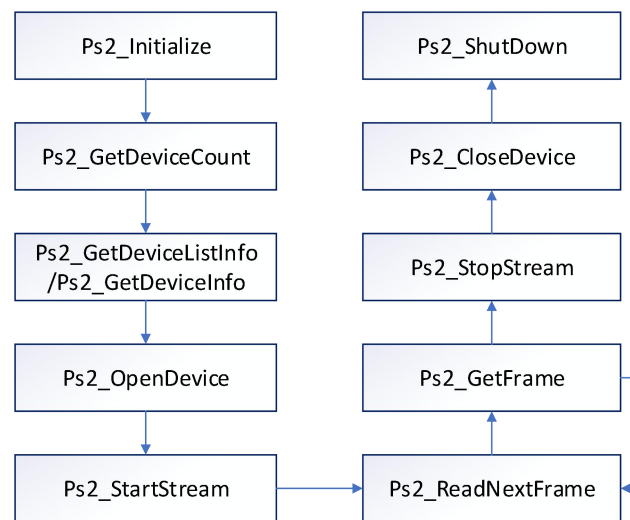 Ps2_Initialize
Ps2_GetDeviceCount
Ps2_GetDeviceListInfo
/Ps2_GetDeviceInfo
Ps2_OpenDevice
Ps2_StartStream
Ps2_ReadNextFrame
Ps2_GetFrame
Ps2_StopStream
Ps2_CloseDevice
Ps2_ShutDown